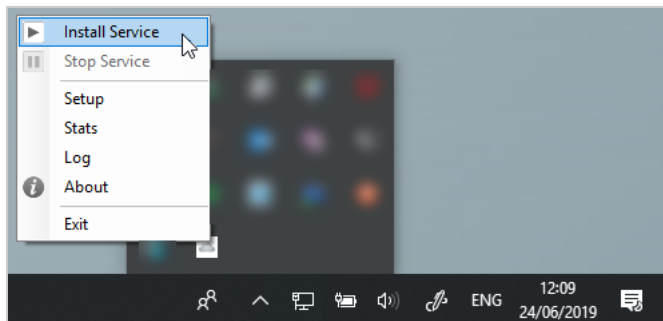 Install Service
Stop Service
Setup
Stats
Log
About
Exit
ENG
12:09
24/06/2019